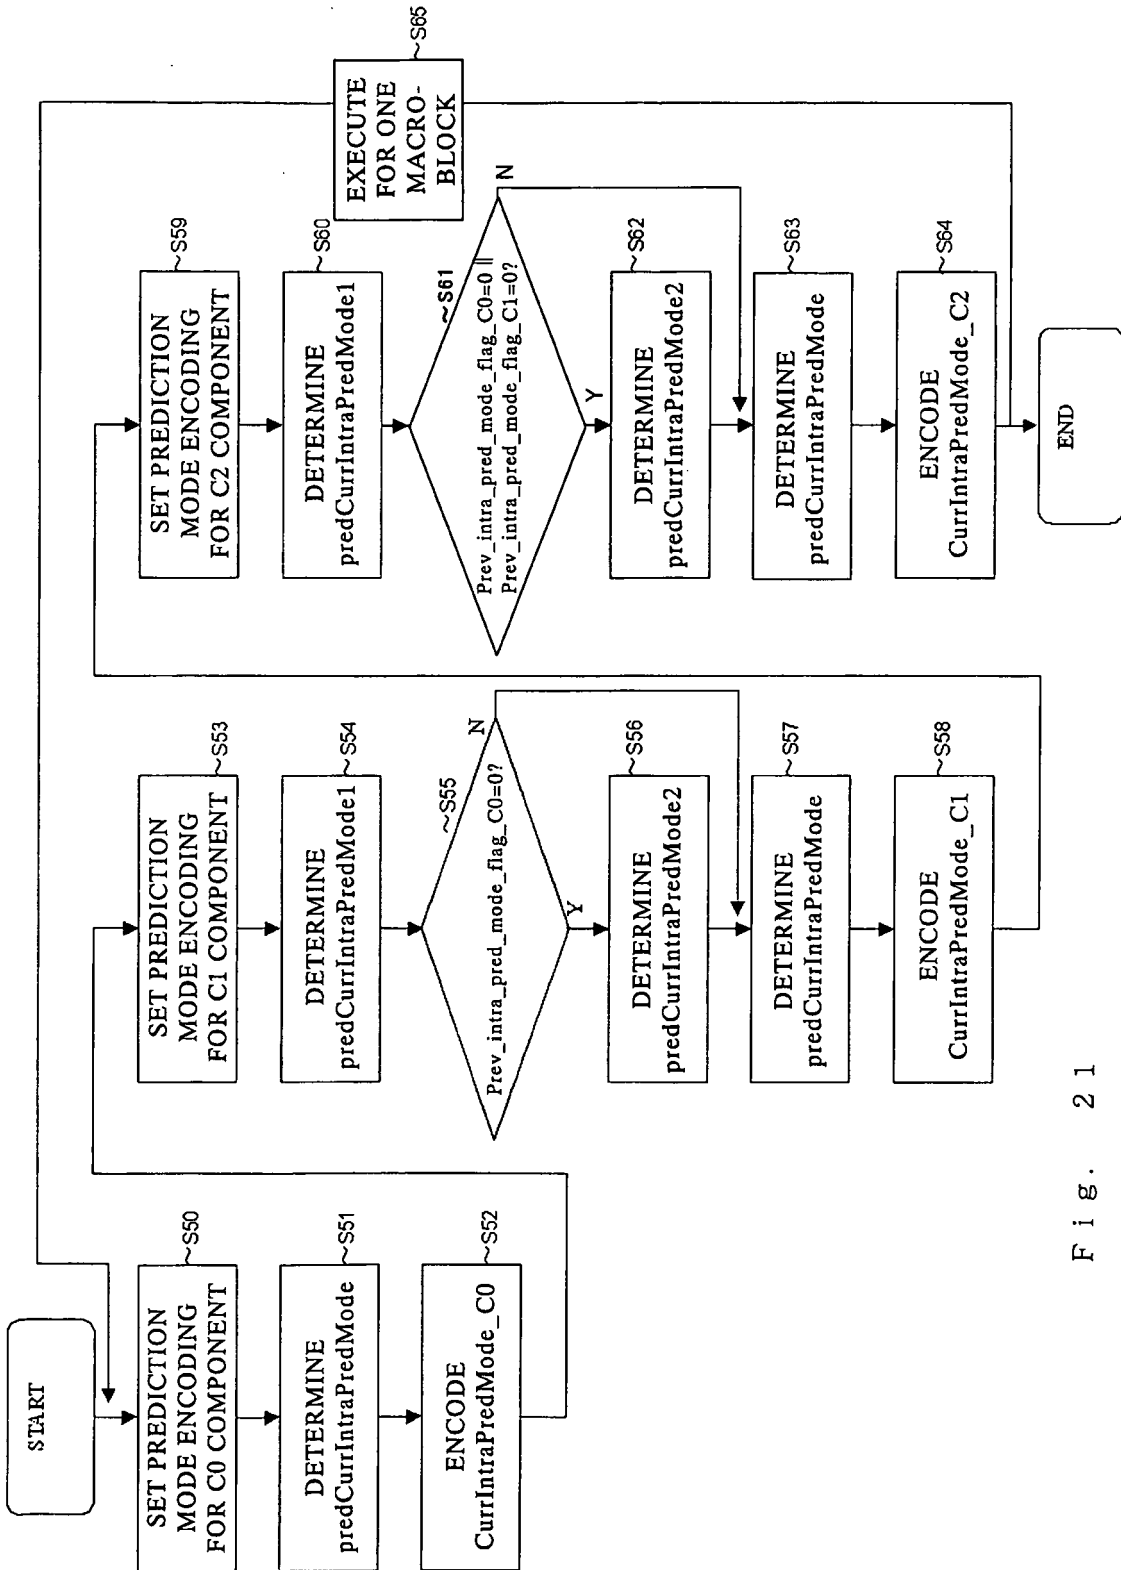 START
SET PREDICTION
MODE ENCODING
FOR C0 COMPONENT
~S50
DETERMINE
predCurrIntraPredMode
~S51
ENCODE
CurrIntraPredMode_C0
~S52
SET PREDICTION
MODE ENCODING
FOR C1 COMPONENT
~S53
DETERMINE
predCurrIntraPredMode1
~S54
Prev_intra_pred_mode_flag_C0=0?
~S55
N
Y
DETERMINE
predCurrIntraPredMode2
~S56
DETERMINE
predCurrIntraPredMode
~S57
ENCODE
CurrIntraPredMode_C1
~S58
SET PREDICTION
MODE ENCODING
FOR C2 COMPONENT
~S59
DETERMINE
predCurrIntraPredMode1
~S60
Prev_intra_pred_mode_flag_C0=0 ||
Prev_intra_pred_mode_flag_C1=0?
~S61
N
Y
DETERMINE
predCurrIntraPredMode2
~S62
DETERMINE
predCurrIntraPredMode
~S63
ENCODE
CurrIntraPredMode_C2
~S64
EXECUTE
FOR ONE
MACRO-
BLOCK
~S65
END
Fig. 21